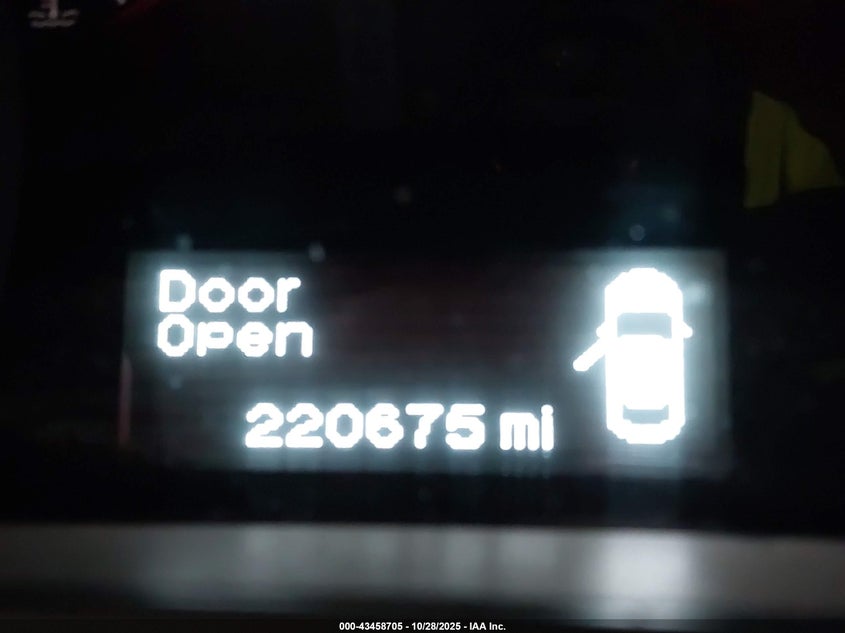 Door
Open
220675 mi
000-43458705 - 10/28/2025 - IAA Inc.